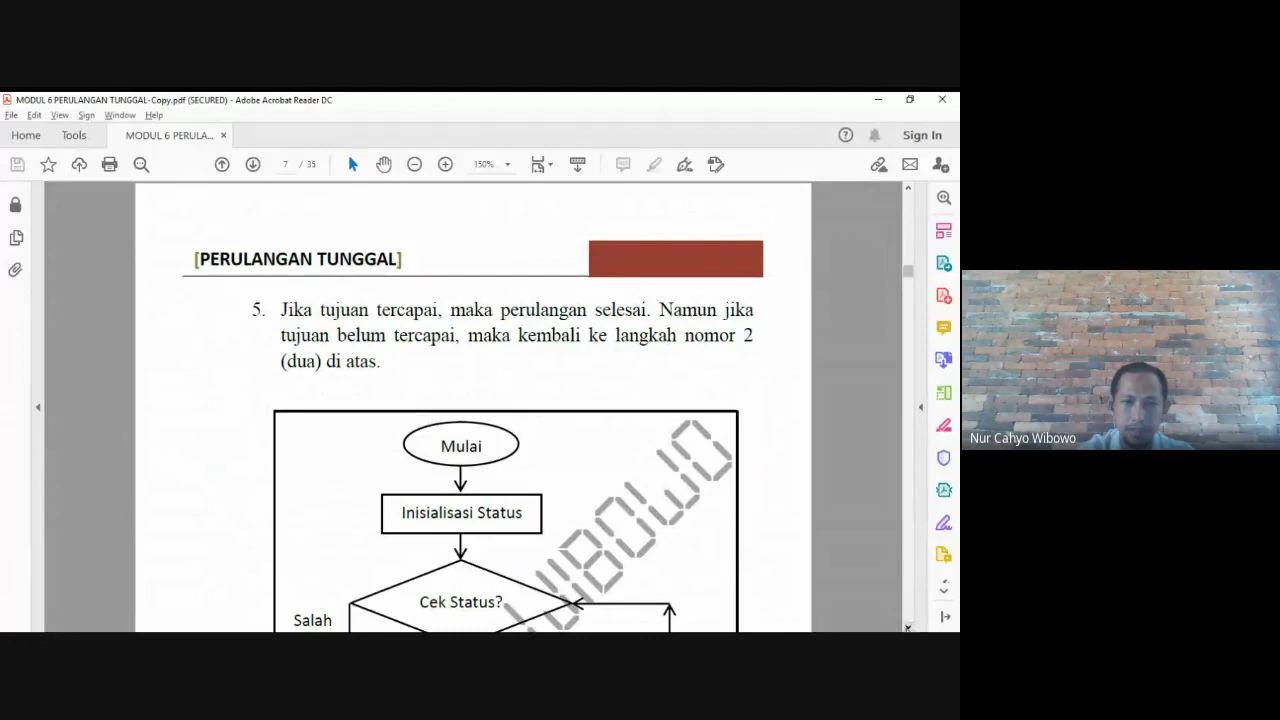 MODUL 6 PERULANGAN TUNGGAL-Copy.pdf (SECURED) - Adobe Acrobat Reader DC
File Edit View Sign Window Help
Home Tools MODUL 6 PERULA... × Sign In
7 / 35 150%
[PERULANGAN TUNGGAL]
5. Jika tujuan tercapai, maka perulangan selesai. Namun jika
tujuan belum tercapai, maka kembali ke langkah nomor 2
(dua) di atas.
Mulai
Inisialisasi Status
Cek Status?
Salah
WIBOWO
Nur Cahyo Wibowo